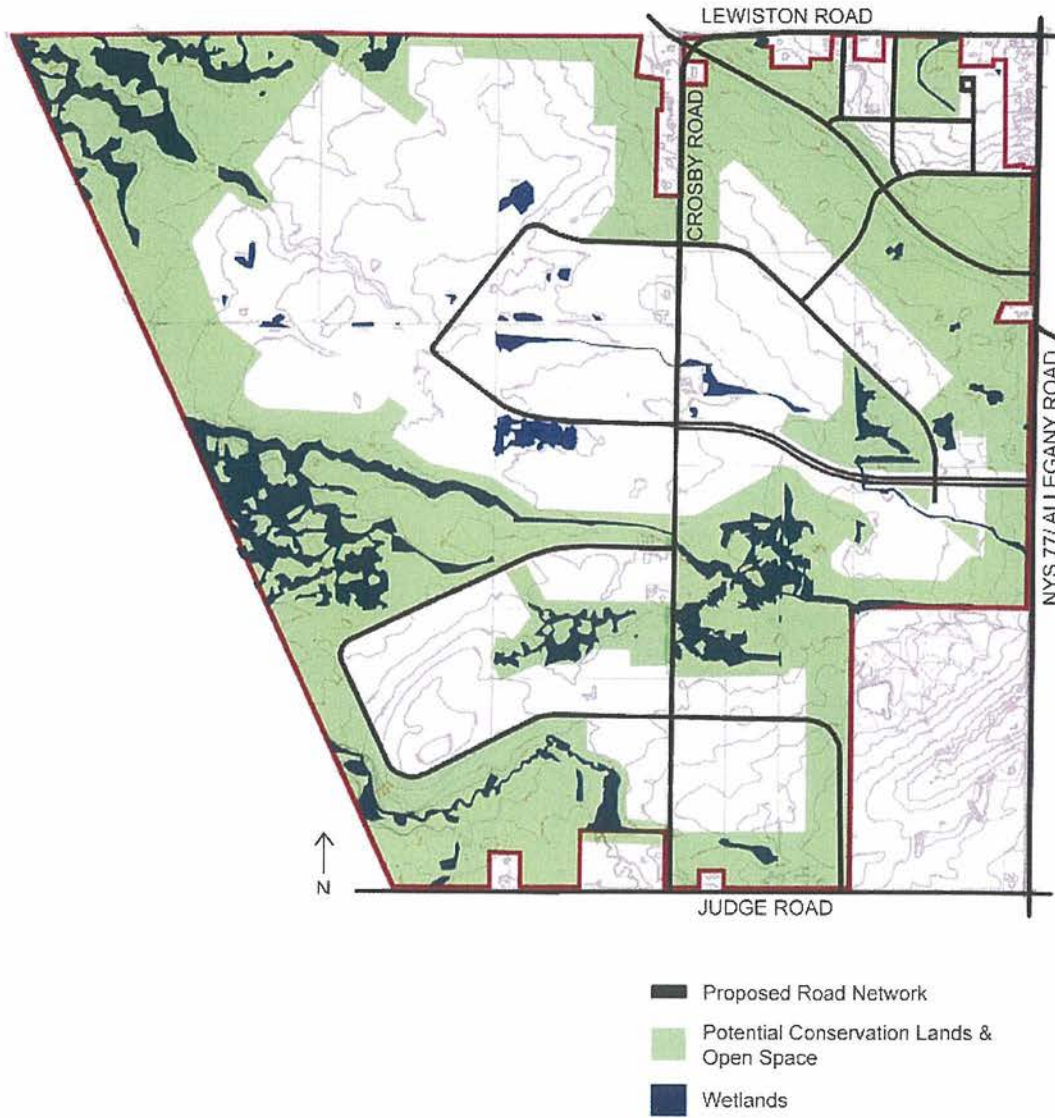 LEWISTON ROAD
CROSBY ROAD
NYS 77/ ALLEGANY ROAD
N
JUDGE ROAD
Proposed Road Network
Potential Conservation Lands &
Open Space
Wetlands